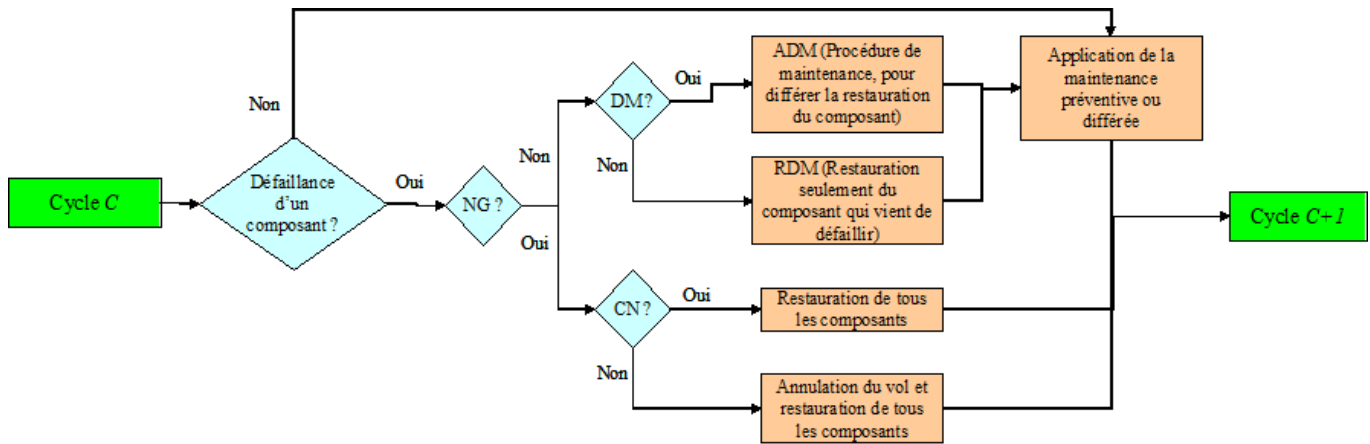 Cycle C
Non
Défaillance
d'un
composant ?
Oui
NG ?
Non
Oui
DM?
Oui
Non
ADM (Procédure de
maintenance, pour
différer la restauration
du composant)
RDM (Restauration
seulement du
composant qui vient de
défaillir)
Application de la
maintenance
préventive ou
différée
CN?
Oui
Non
Restauration de tous
les composants
Annulation du vol et
restauration de tous
les composants
Cycle C+1